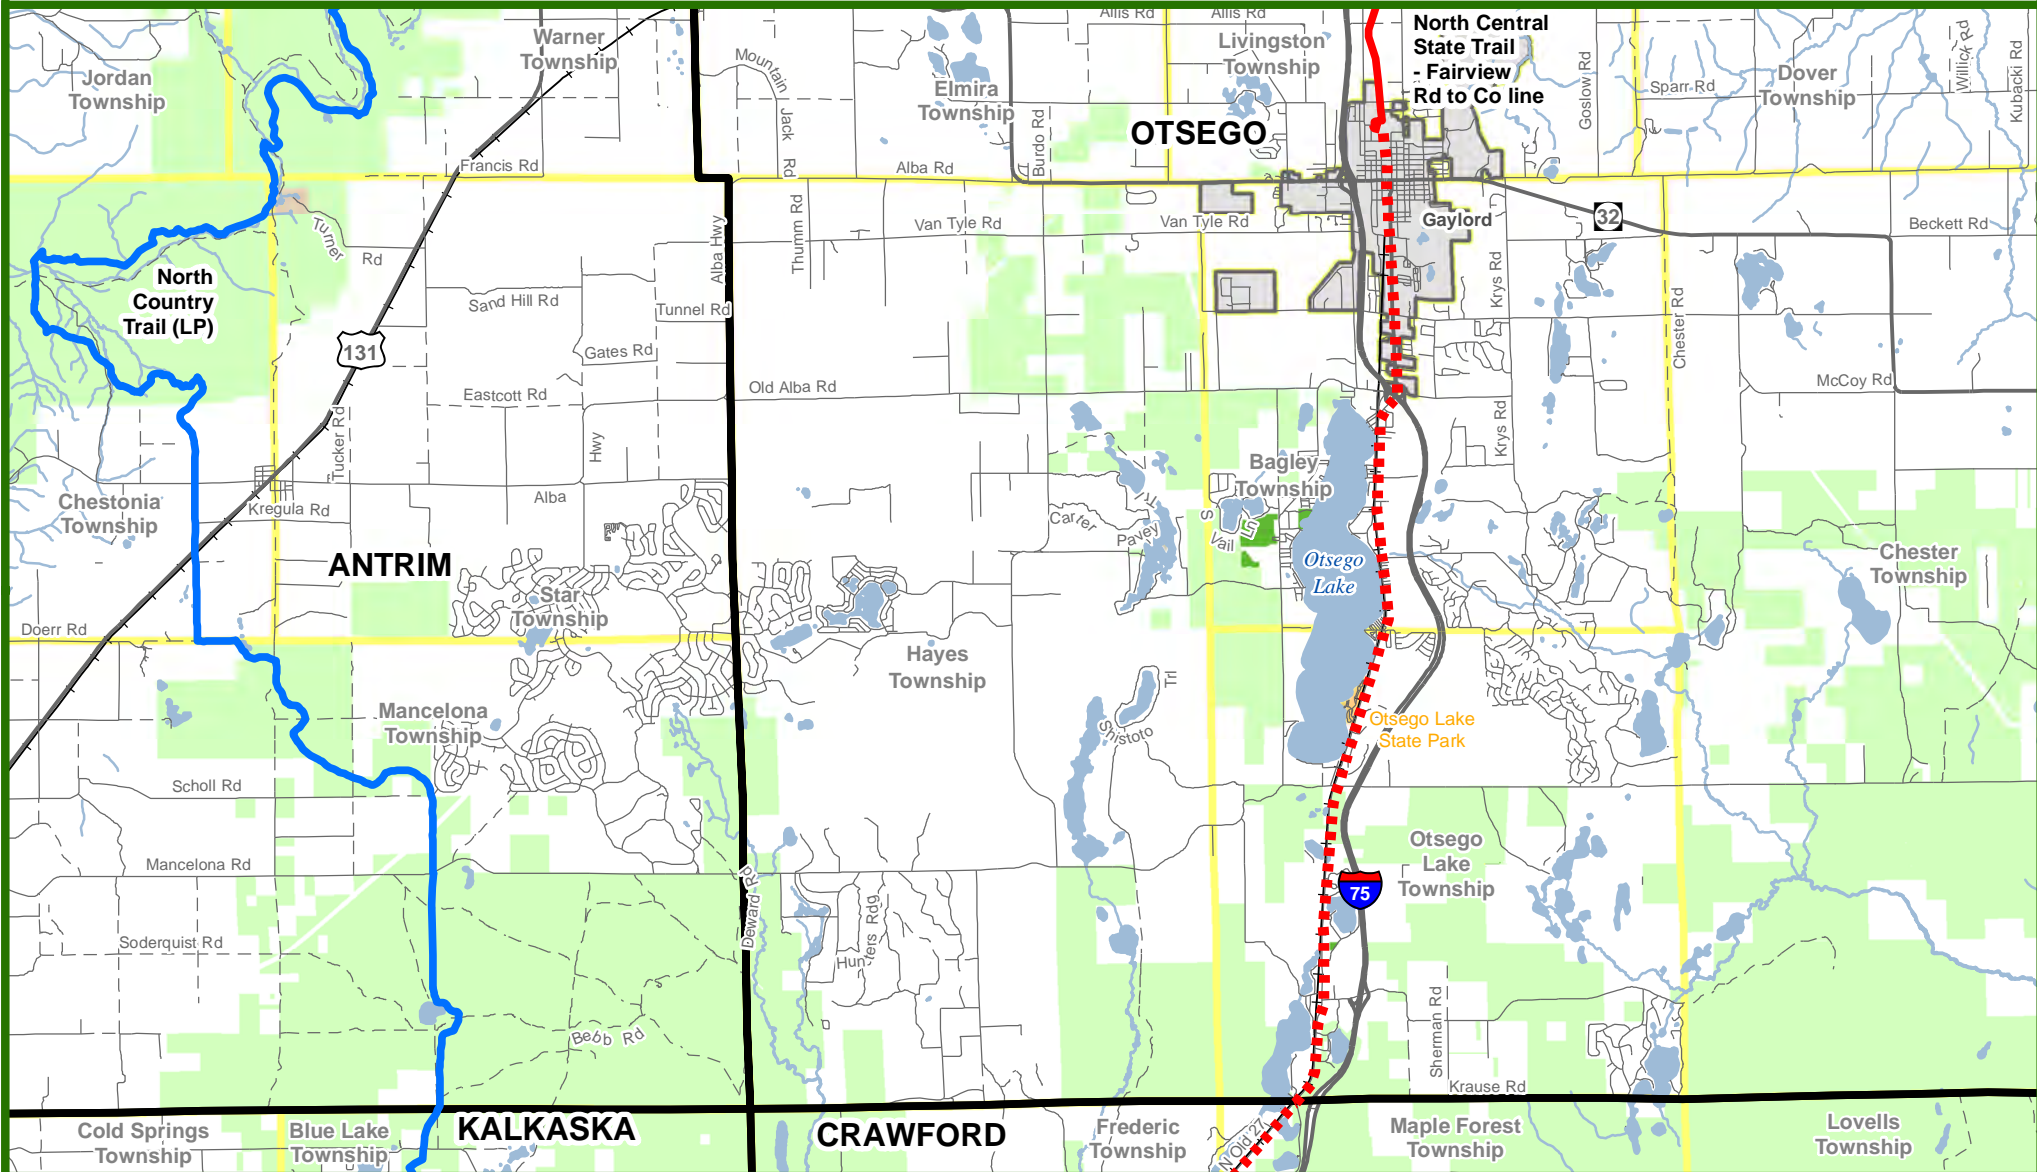 Allis Rd
Allis Rd
North Central
State Trail
- Fairview
Rd to Co line
Warner
Township
Livingston
Township
Jordan
Township
Mountain
Jack
Rd
Elmira
Township
Burdo Rd
OTSEGO
Goslow Rd
Sparr Rd
Dover
Township
Willick Rd
Kubacki Rd
Francis Rd
Alba Rd
Turner
Rd
Alba Hwy
Thumm Rd
Van Tyle Rd
Van Tyle Rd
Gaylord
32
Beckett Rd
North
Country
Trail (LP)
Sand Hill Rd
Tunnel Rd
Krys Rd
Chester Rd
131
Gates Rd
Eastcott Rd
Old Alba Rd
McCoy Rd
Tucker Rd
Hwy
Krys Rd
Bagley
Township
Chestonia
Township
Kregula Rd
Alba
Carter
Pavey
Trl
S
Vail
Ln
Otsego
Lake
Chester
Township
ANTRIM
Star
Township
Doerr Rd
Hayes
Township
Trl
Shistoto
Mancelona
Township
Otsego Lake
State Park
Scholl Rd
Mancelona Rd
Otsego
Lake
Township
75
Deward Rd
Soderquist Rd
Hunters Rdg
Bebb Rd
Sherman Rd
Krause Rd
Cold Springs
Township
Blue Lake
Township
KALKASKA
CRAWFORD
Frederic
Township
N Old 27
Maple Forest
Township
Lovells
Township